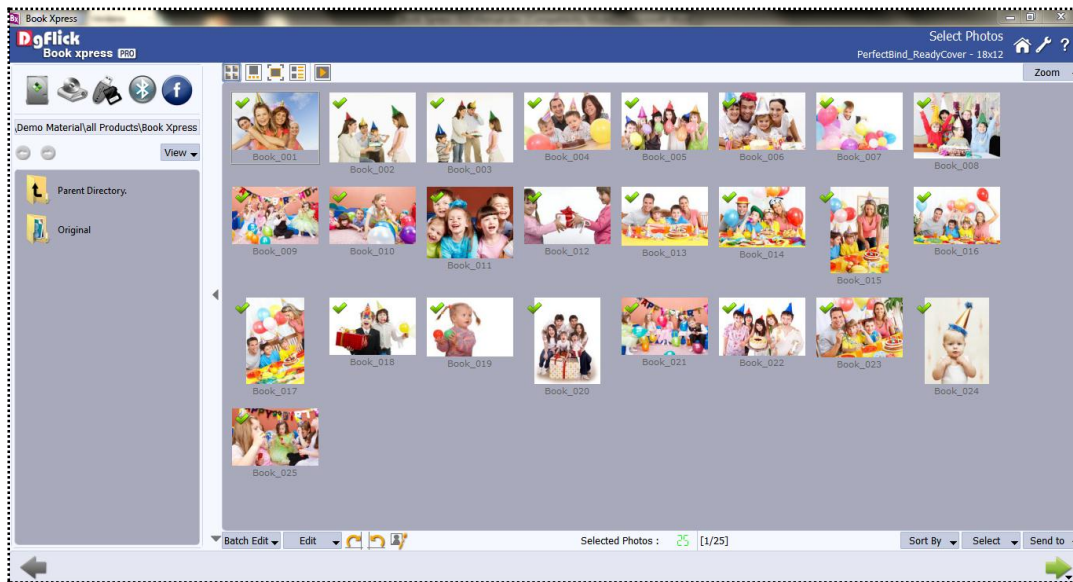 Book Xpress
DgFlick
Book xpress PRO
Select Photos
PerfectBind_ReadyCover - 18x12
?
Zoom
\Demo Material\all Products\Book Xpress
View
Parent Directory.
Original
Book_001
Book_002
Book_003
Book_004
Book_005
Book_006
Book_007
Book_008
Book_009
Book_010
Book_011
Book_012
Book_013
Book_014
Book_015
Book_016
Book_017
Book_018
Book_019
Book_020
Book_021
Book_022
Book_023
Book_024
Book_025
Batch Edit
Edit
Selected Photos : 25 [1/25]
Sort By
Select
Send to